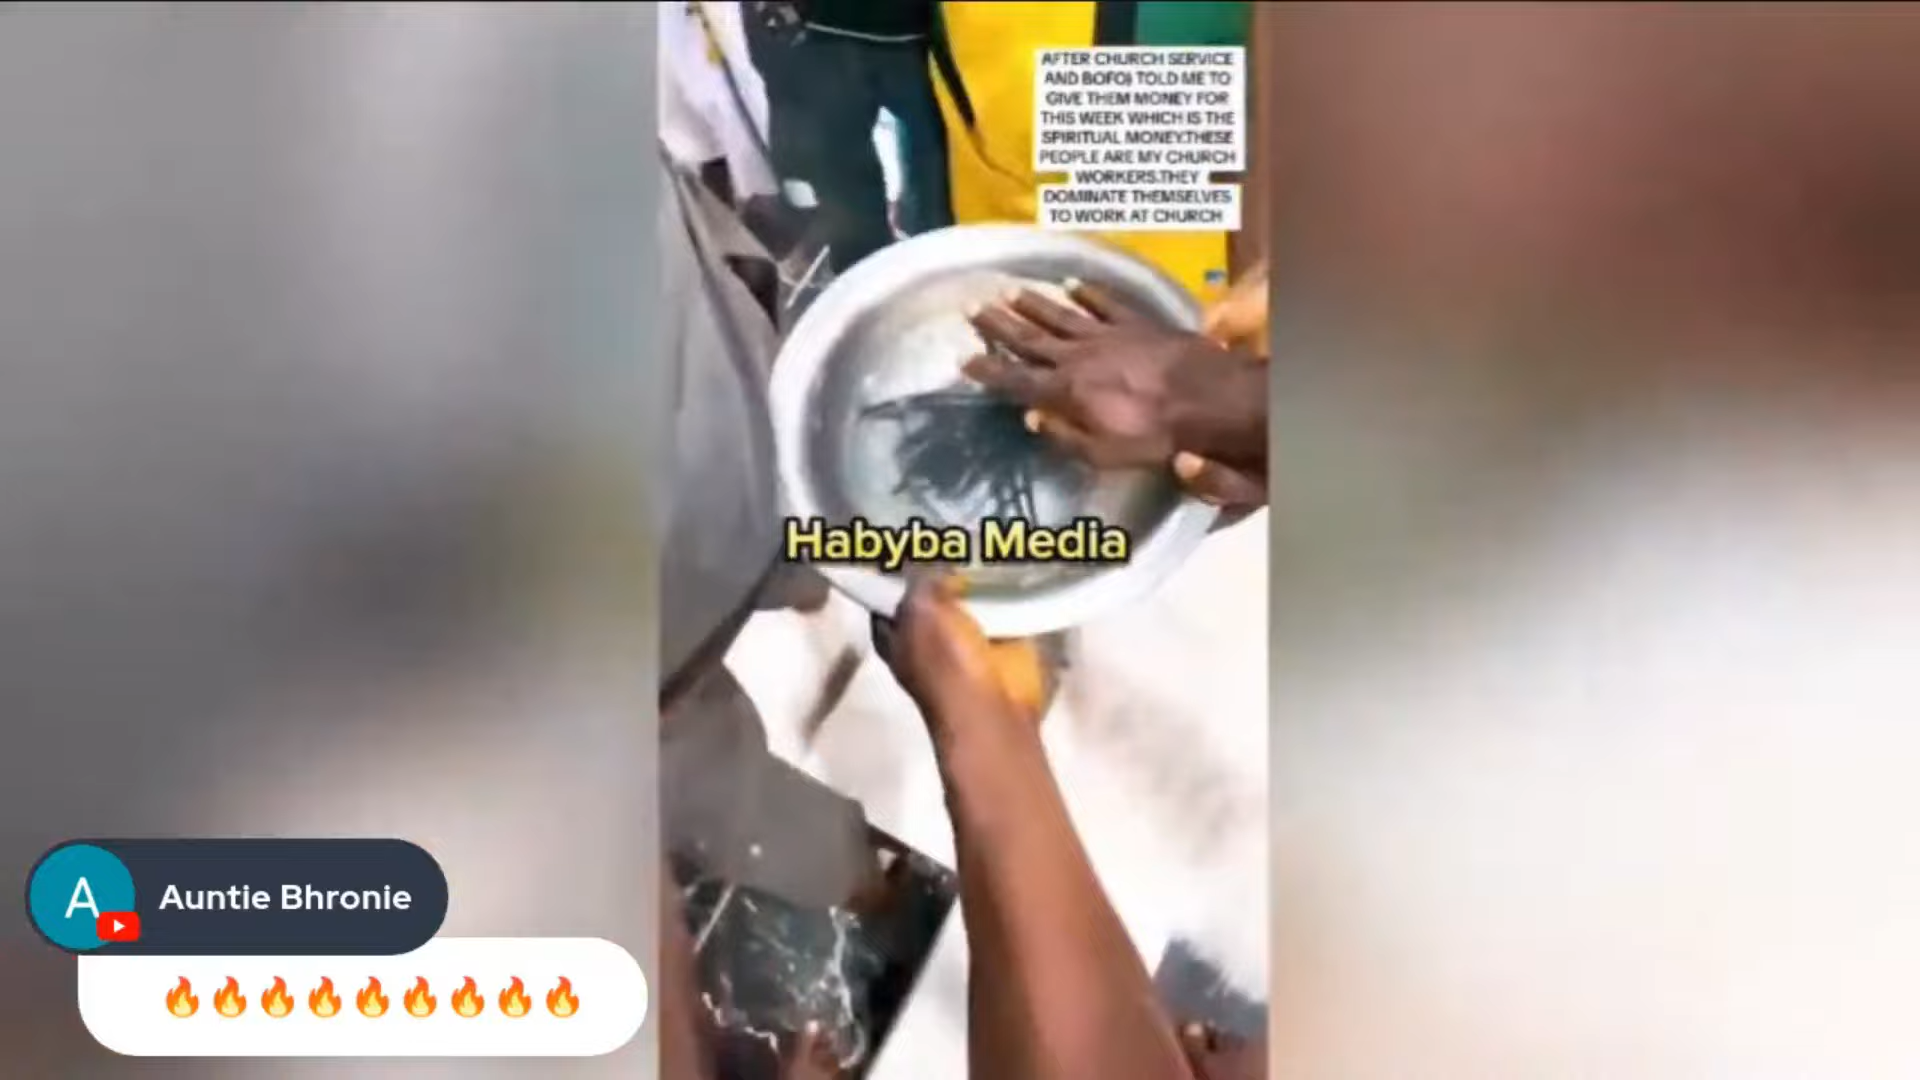 AFTER CHURCH SERVICE
AND BOFOJ TOLD ME TO
GIVE THEM MONEY FOR
THIS WEEK WHICH IS THE
SPIRITUAL MONEY.THESE
PEOPLE ARE MY CHURCH
WORKERS.THEY
DOMINATE THEMSELVES
TO WORK AT CHURCH
Habyba Media
A
Auntie Bhronie
🔥🔥🔥🔥🔥🔥🔥🔥🔥